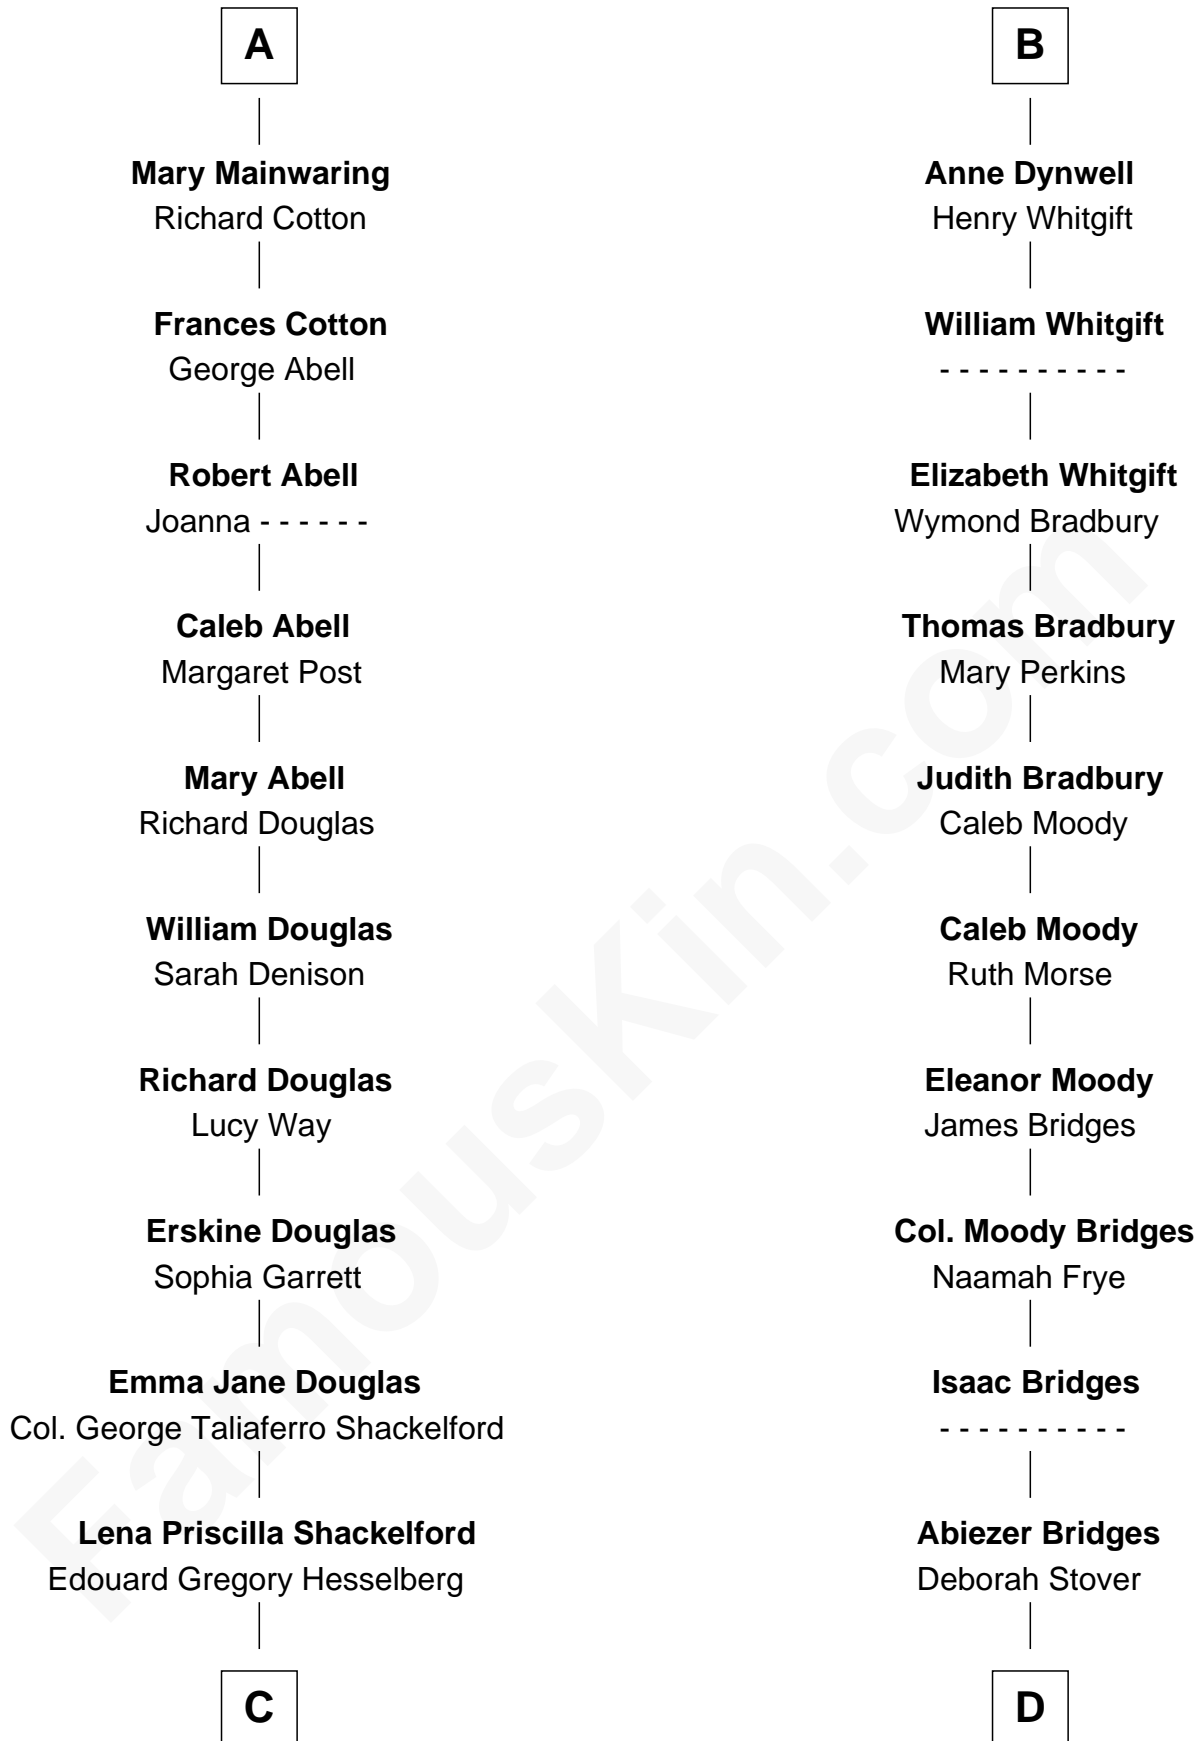 A
Mary Mainwaring
Richard Cotton
Frances Cotton
George Abell
Robert Abell
Joanna - - - - - -
Caleb Abell
Margaret Post
Mary Abell
Richard Douglas
William Douglas
Sarah Denison
Richard Douglas
Lucy Way
Erskine Douglas
Sophia Garrett
Emma Jane Douglas
Col. George Taliaferro Shackelford
Lena Priscilla Shackelford
Edouard Gregory Hesselberg
C
B
Anne Dynwell
Henry Whitgift
William Whitgift
- - - - - - - - - -
Elizabeth Whitgift
Wymond Bradbury
Thomas Bradbury
Mary Perkins
Judith Bradbury
Caleb Moody
Caleb Moody
Ruth Morse
Eleanor Moody
James Bridges
Col. Moody Bridges
Naamah Frye
Isaac Bridges
- - - - - - - - - -
Abiezer Bridges
Deborah Stover
D
FamousKin.com